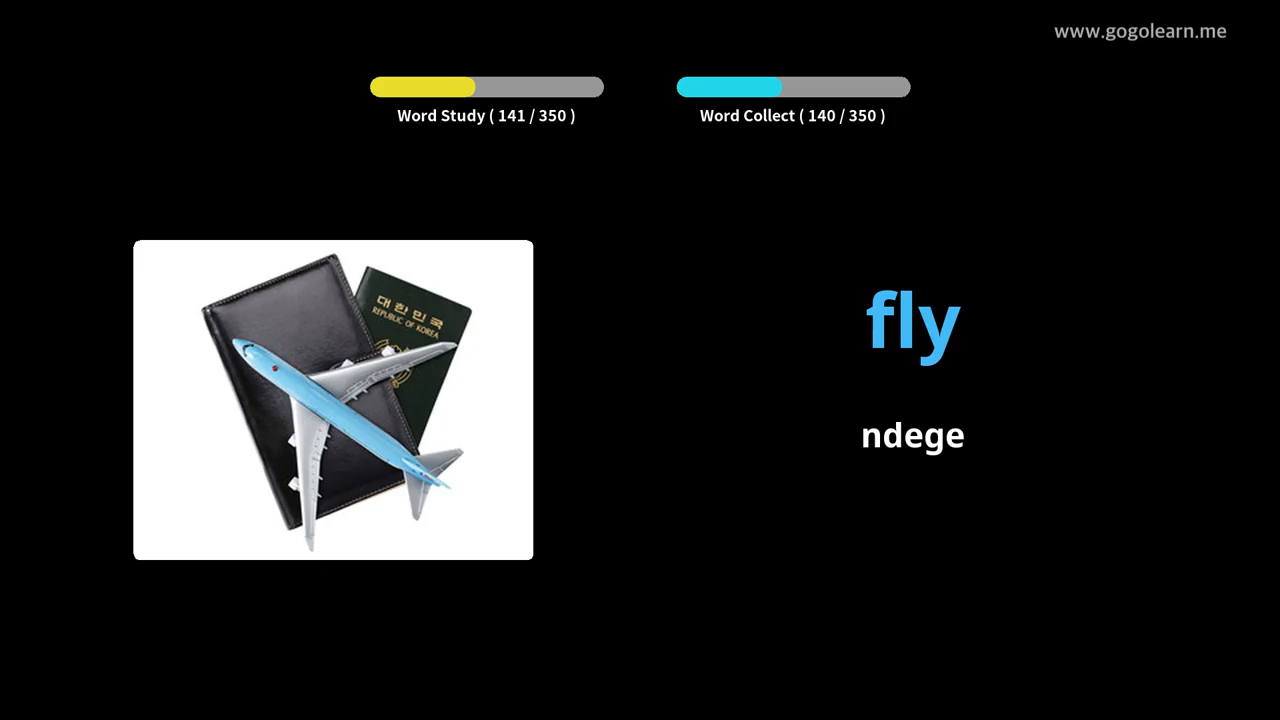 www.gogolearn.me
Word Study ( 141 / 350 )
Word Collect ( 140 / 350 )
대한민국
REPUBLIC OF KOREA
fly
ndege